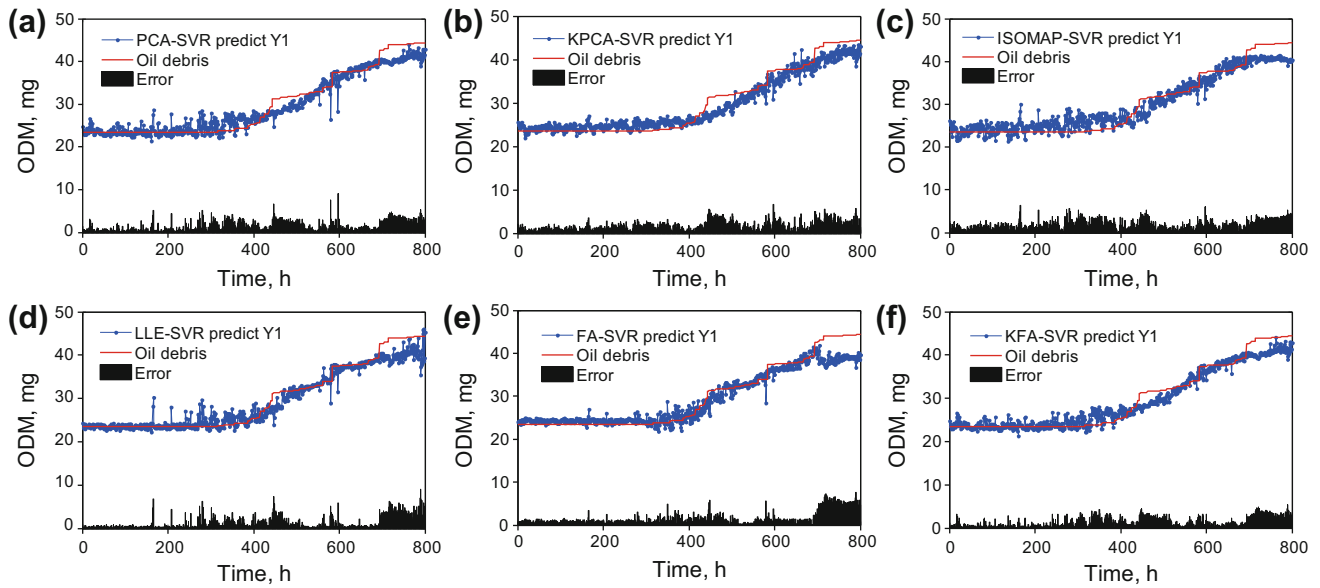 (a)
50
40
30
20
10
0
ODM, mg
PCA-SVR predict Y1
Oil debris
Error
0 200 400 600 800
Time, h
(b)
50
40
30
20
10
0
ODM, mg
KPCA-SVR predict Y1
Oil debris
Error
0 200 400 600 800
Time, h
(c)
50
40
30
20
10
0
ODM, mg
ISOMAP-SVR predict Y1
Oil debris
Error
0 200 400 600 800
Time, h
(d)
50
40
30
20
10
0
ODM, mg
LLE-SVR predict Y1
Oil debris
Error
0 200 400 600 800
Time, h
(e)
50
40
30
20
10
0
ODM, mg
FA-SVR predict Y1
Oil debris
Error
0 200 400 600 800
Time, h
(f)
50
40
30
20
10
0
ODM, mg
KFA-SVR predict Y1
Oil debris
Error
0 200 400 600 800
Time, h